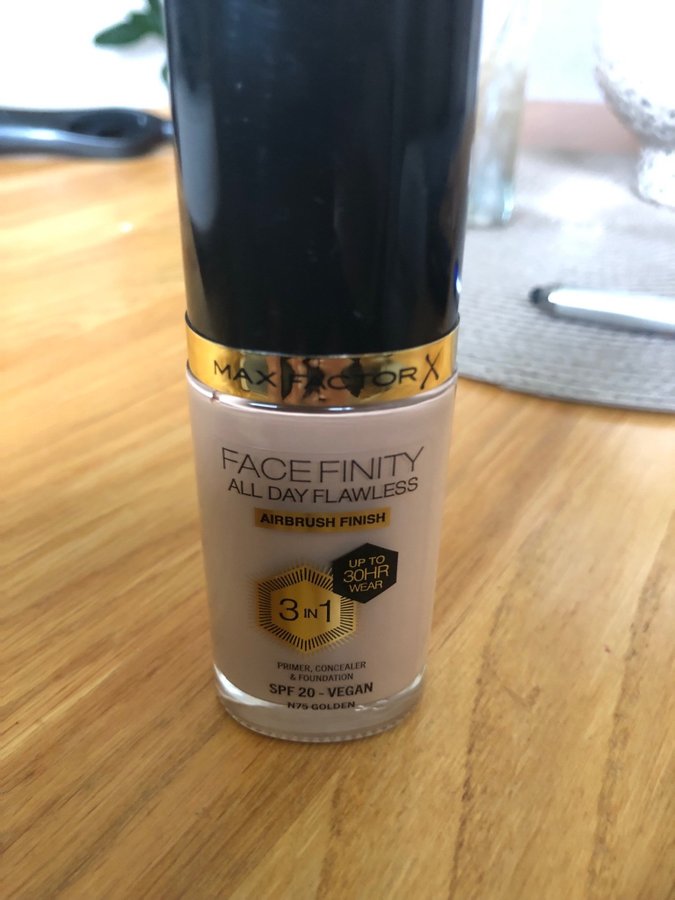 MAX FACTOR X
FACEFINITY
ALL DAY FLAWLESS
AIRBRUSH FINISH
UP TO
30HR
WEAR
3 IN 1
PRIMER, CONCEALER
& FOUNDATION
SPF 20 - VEGAN
N75 GOLDEN